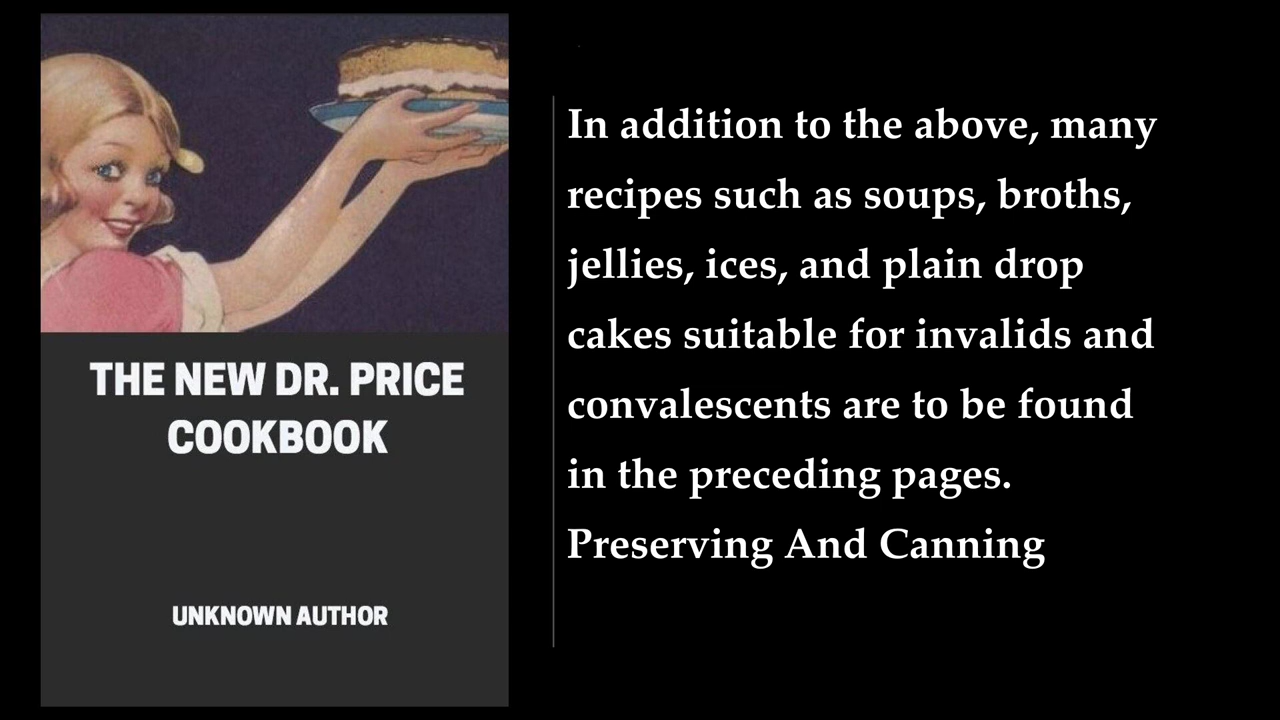 THE NEW DR. PRICE
COOKBOOK
UNKNOWN AUTHOR
In addition to the above, many
recipes such as soups, broths,
jellies, ices, and plain drop
cakes suitable for invalids and
convalescents are to be found
in the preceding pages.
Preserving And Canning